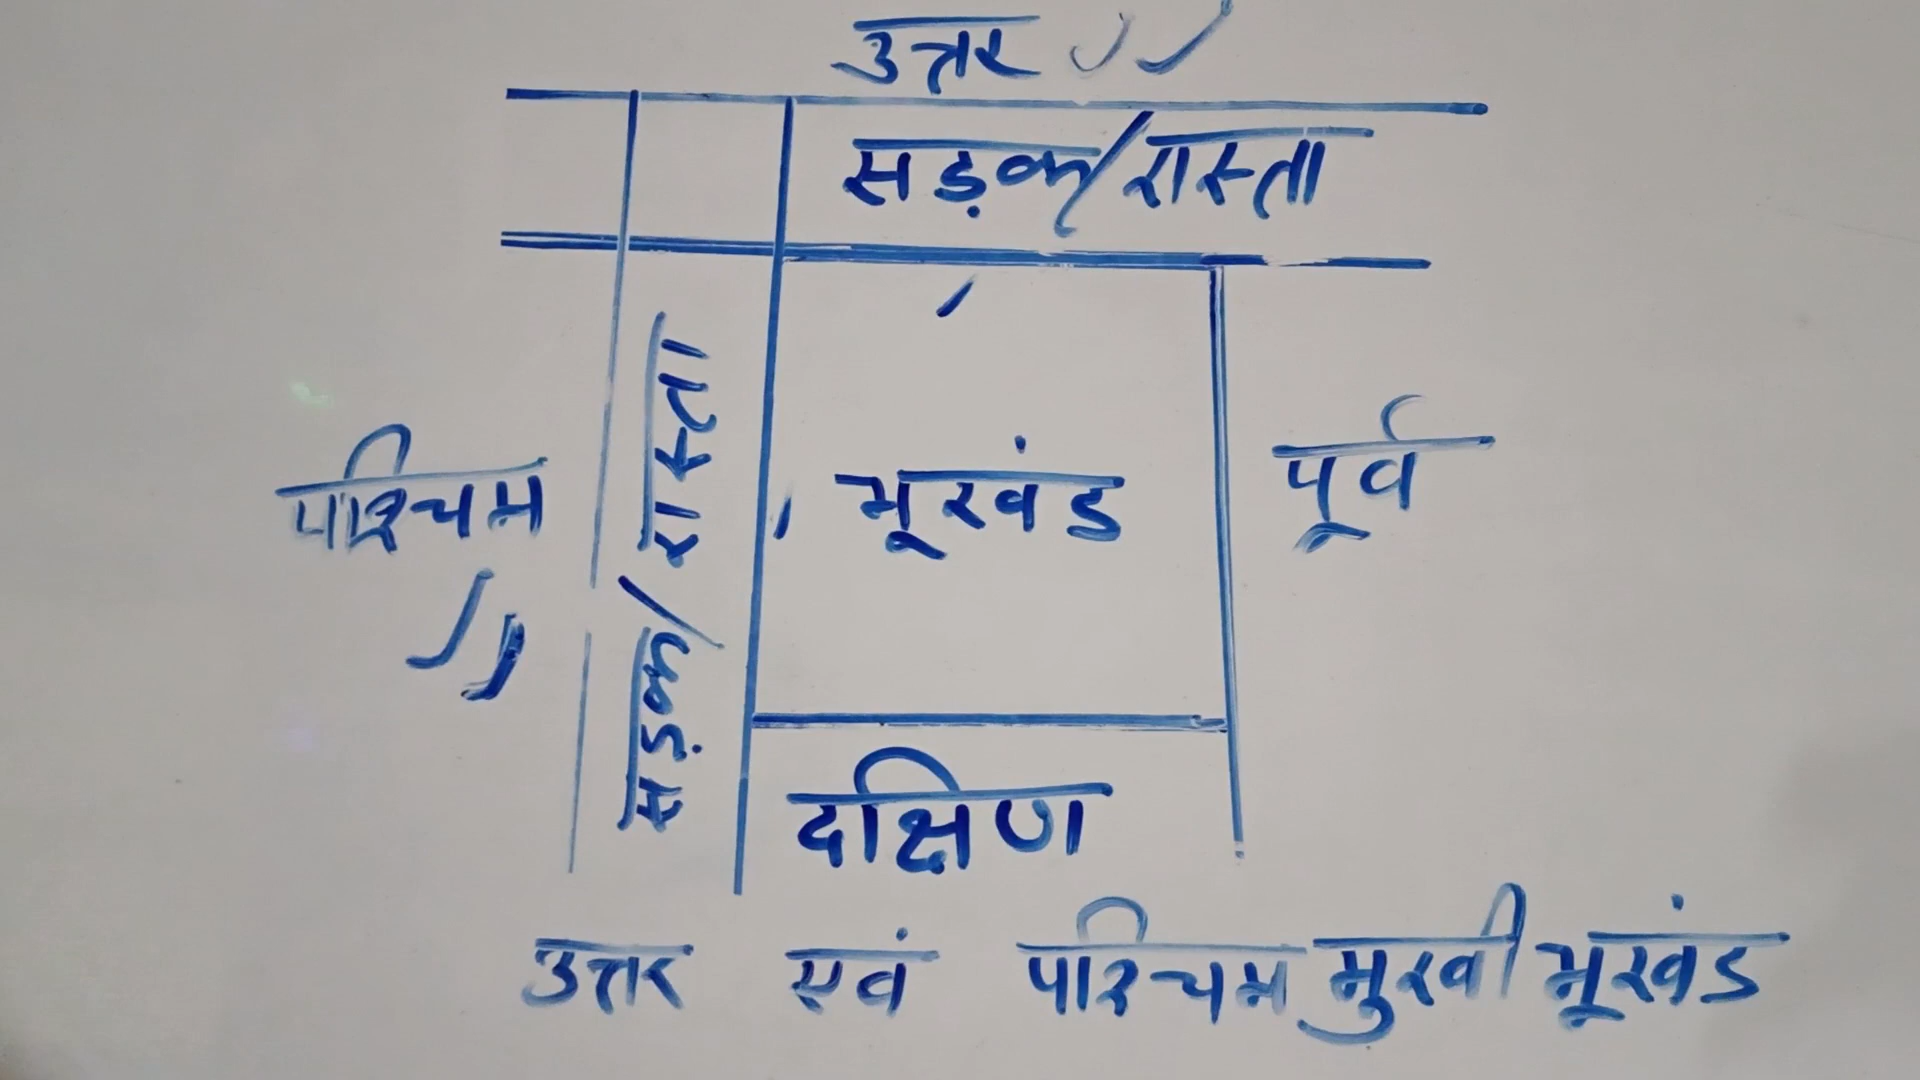 उत्तर
सड़क/रास्ता
सड़क/रास्ता
पश्चिम
भूखंड
पूर्व
दक्षिण
उत्तर एवं पश्चिम मुखी भूखंड